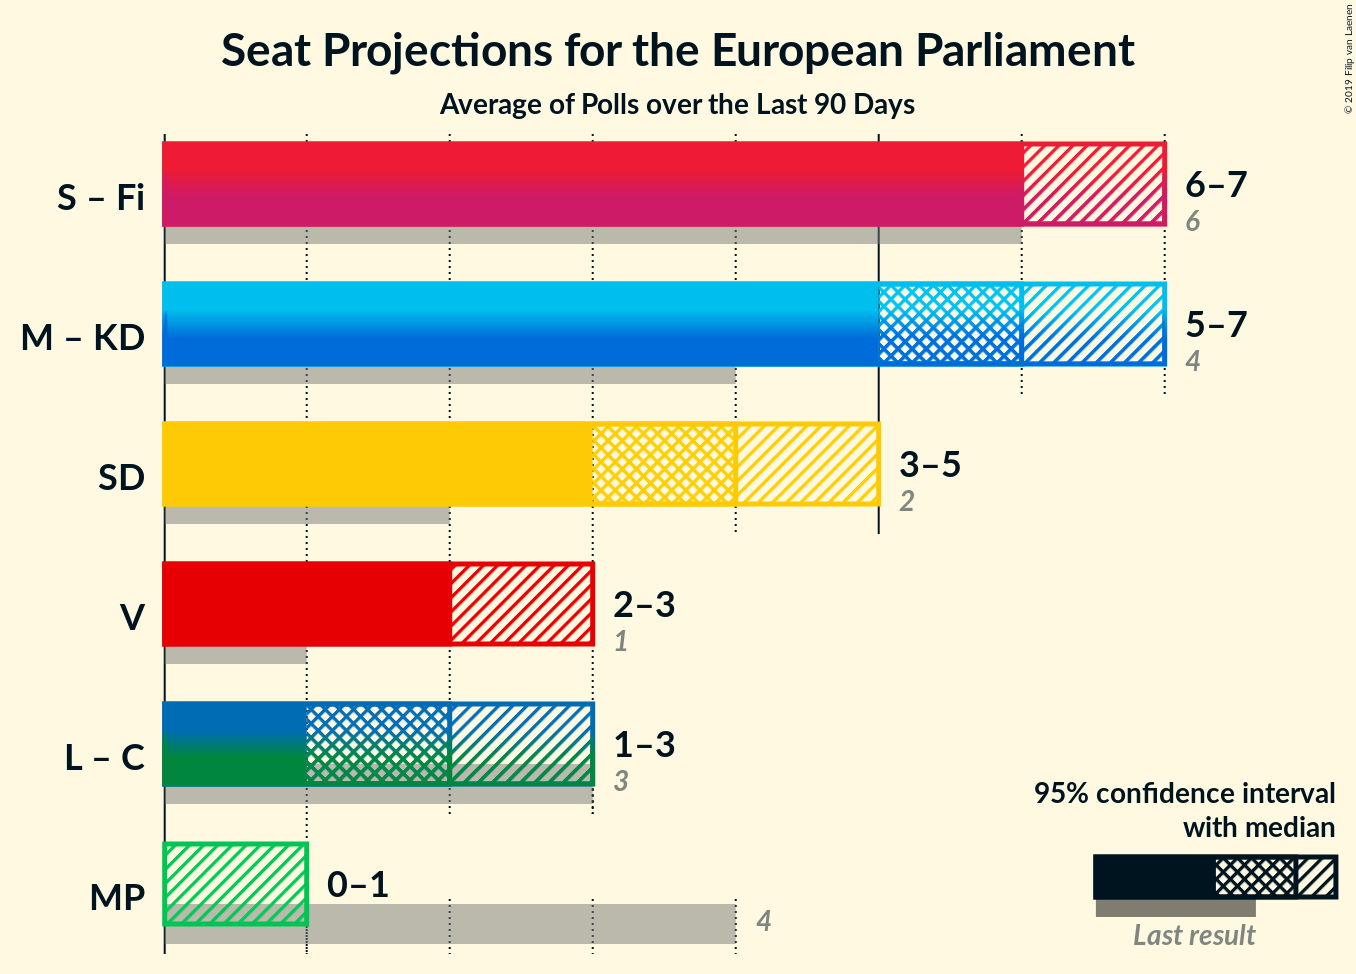 Seat Projections for the European Parliament
Average of Polls over the Last 90 Days
© 2019 Filip van Laenen
S – Fi
6–7
6
M – KD
5–7
4
SD
3–5
2
V
2–3
1
L – C
1–3
3
MP
0–1
4
95% confidence interval
with median
Last result